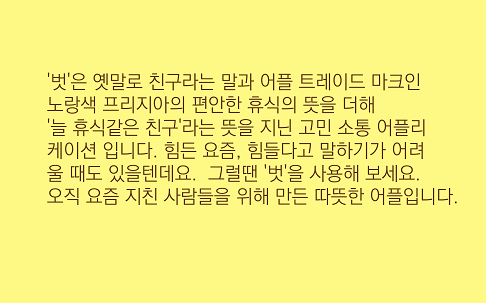 '벗'은 옛말로 친구라는 말과 어플 트레이드 마크인
노랑색 프리지아의 편안한 휴식의 뜻을 더해
'늘 휴식같은 친구'라는 뜻을 지닌 고민 소통 어플리
케이션 입니다. 힘든 요즘, 힘들다고 말하기가 어려
울 때도 있을텐데요.  그럴땐 '벗'을 사용해 보세요.
오직 요즘 지친 사람들을 위해 만든 따뜻한 어플입니다.